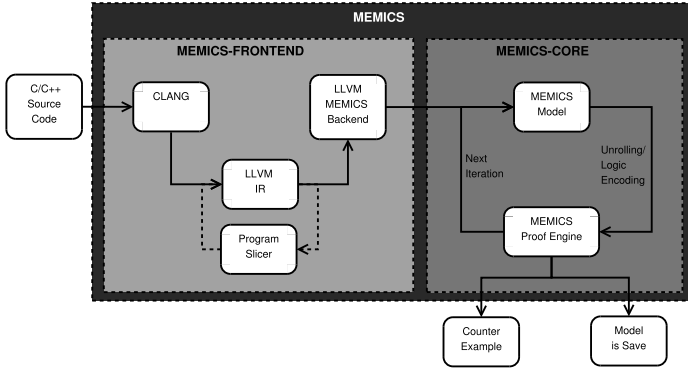 MEMICS
MEMICS-FRONTEND
MEMICS-CORE
C/C++
Source
Code
CLANG
LLVM
MEMICS
Backend
LLVM
IR
Program
Slicer
MEMICS
Model
Next
Iteration
Unrolling/
Logic
Encoding
MEMICS
Proof Engine
Counter
Example
Model
is Save